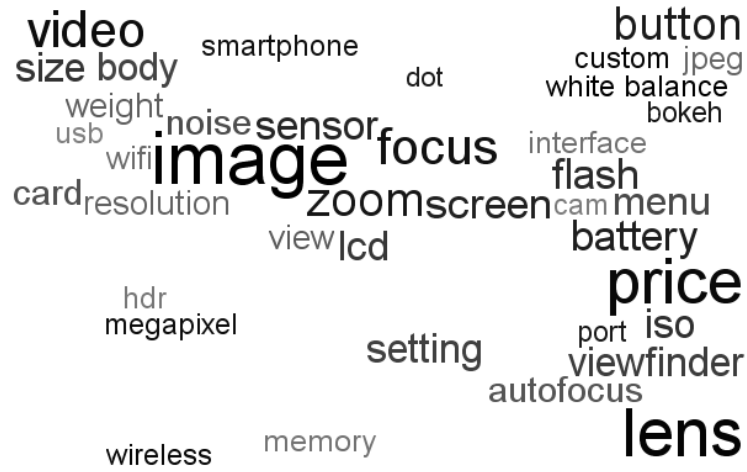 video
button
smartphone
size body
custom jpeg
dot
white balance
weight
bokeh
usb
noise sensor
wifi
image
focus
interface
flash
card
resolution
zoom screen cam menu
view lcd
battery
price
hdr
megapixel
port iso
setting
viewfinder
autofocus
lens
wireless
memory